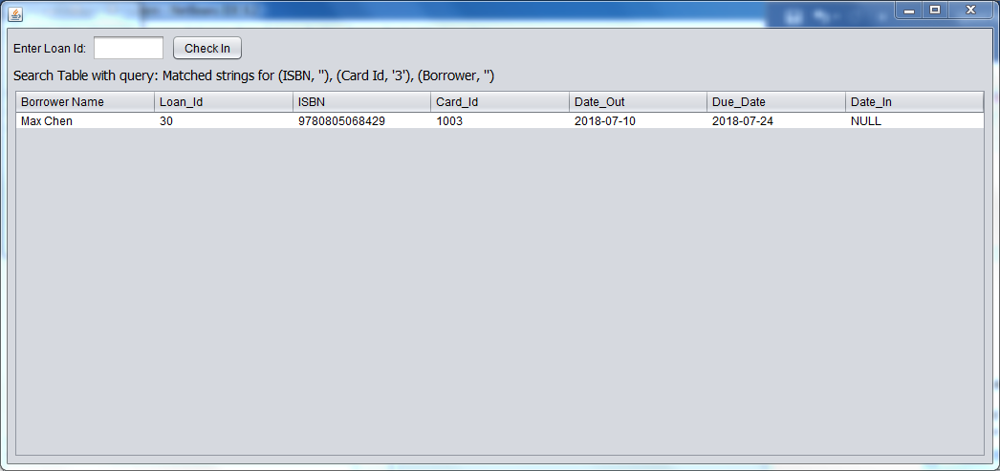 Enter Loan Id: Check In
Search Table with query: Matched strings for (ISBN, ''), (Card Id, '3'), (Borrower, '')
Borrower Name Loan_Id ISBN Card_Id Date_Out Due_Date Date_In
Max Chen 30 9780805068429 1003 2018-07-10 2018-07-24 NULL